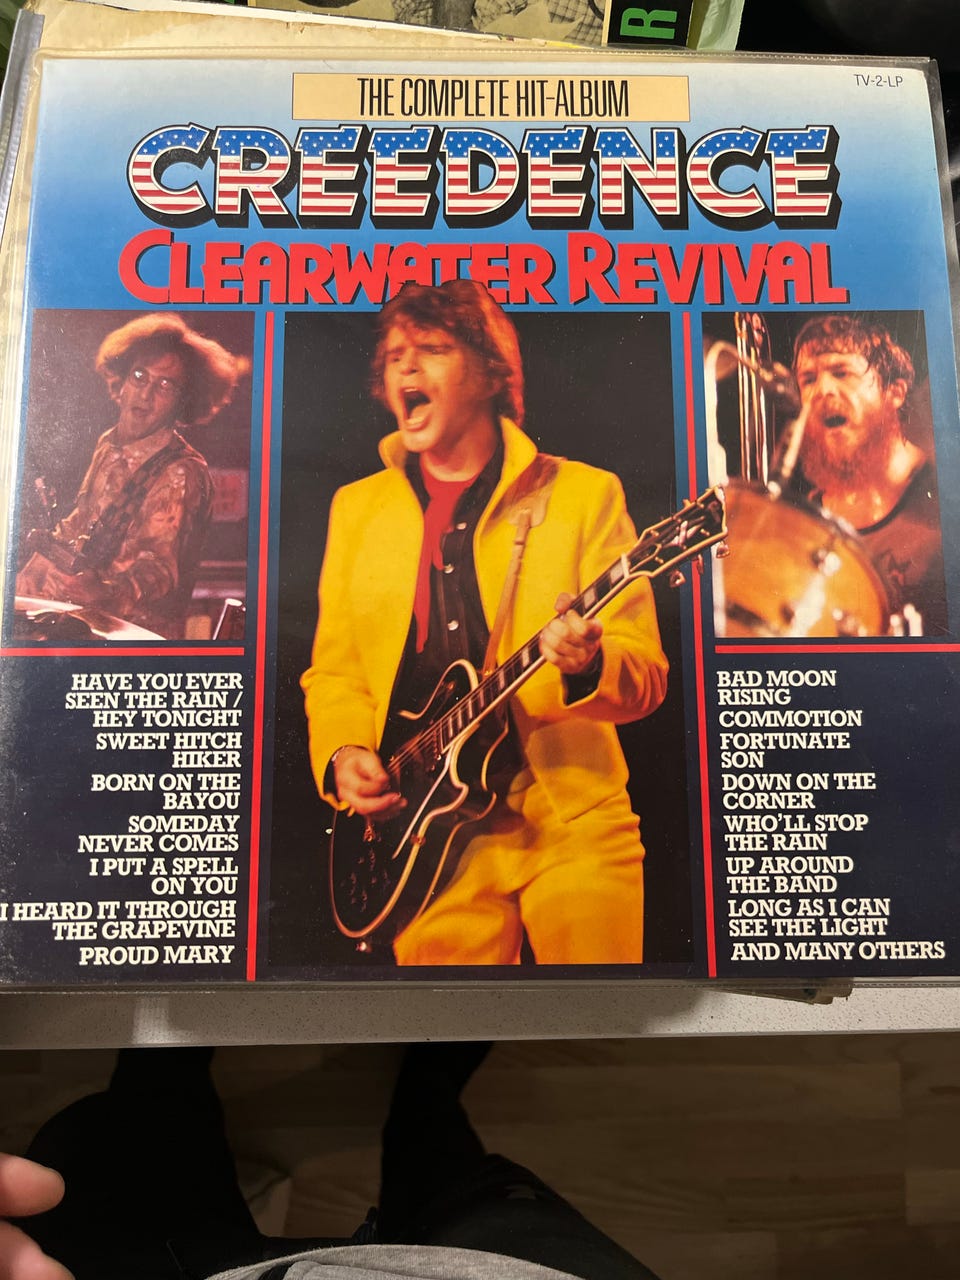 R
THE COMPLETE HIT-ALBUM
TV-2-LP
CREEDENCE
CLEARWATER REVIVAL
HAVE YOU EVER
SEEN THE RAIN /
HEY TONIGHT
SWEET HITCH
HIKER
BORN ON THE
BAYOU
SOMEDAY
NEVER COMES
I PUT A SPELL
ON YOU
I HEARD IT THROUGH
THE GRAPEVINE
PROUD MARY
BAD MOON
RISING
COMMOTION
FORTUNATE
SON
DOWN ON THE
CORNER
WHO'LL STOP
THE RAIN
UP AROUND
THE BAND
LONG AS I CAN
SEE THE LIGHT
AND MANY OTHERS